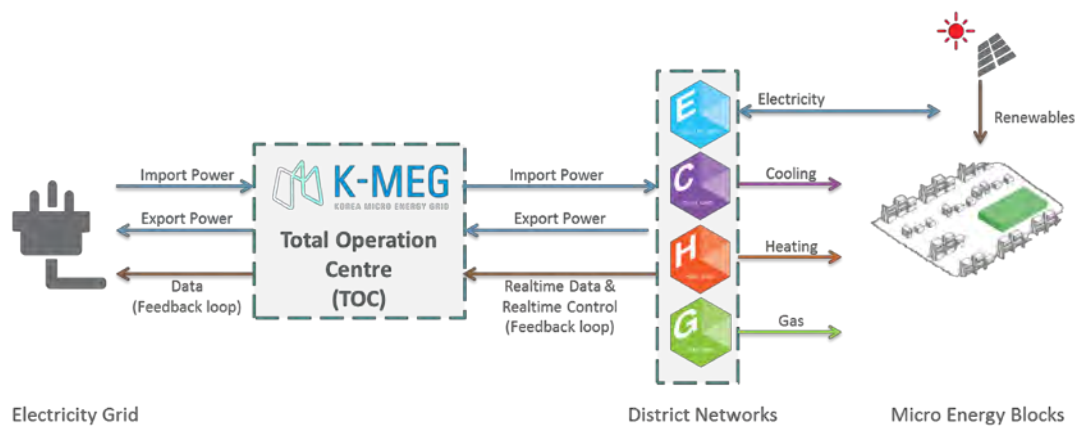 E
Electricity
Renewables
Import Power
K-MEG
KOREA MICRO ENERGY GRID
Import Power
C
Cooling
Export Power
Total Operation
Centre
(TOC)
Export Power
Data
(Feedback loop)
Realtime Data &
Realtime Control
(Feedback loop)
H
Heating
G
Gas
Electricity Grid
District Networks
Micro Energy Blocks